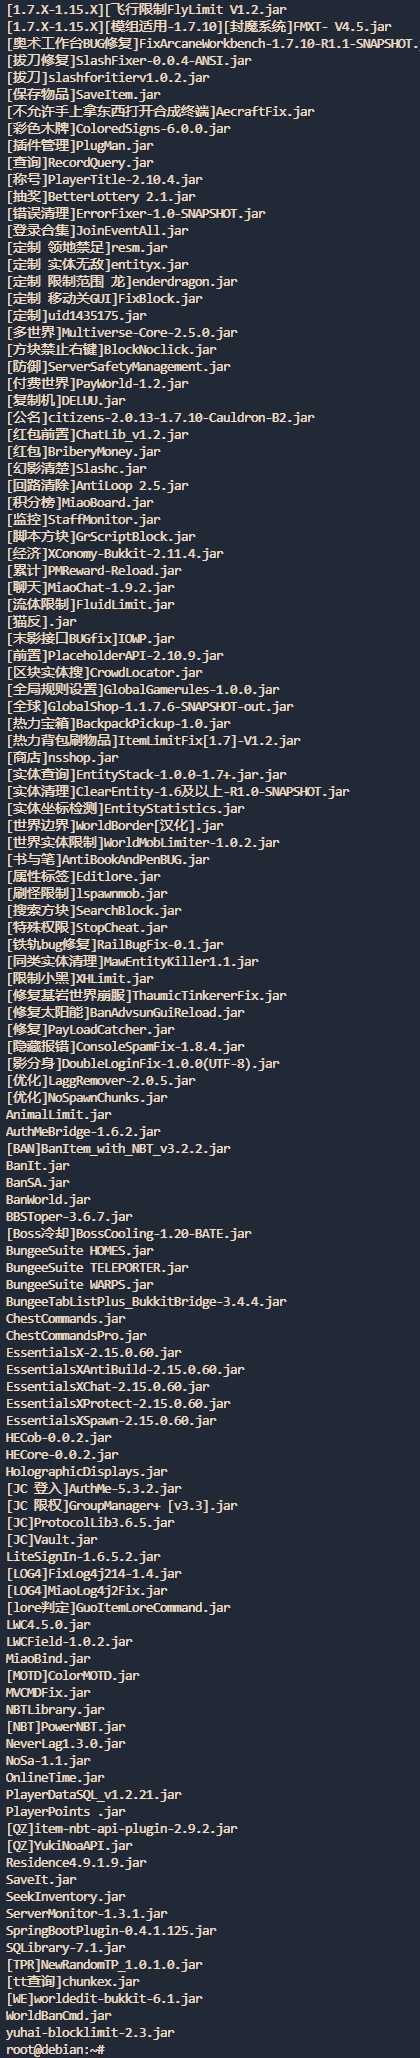 [1.7.X-1.15.X][飞行限制FlyLimit V1.2.jar
[1.7.X-1.15.X][模组适用-1.7.10][封魔系统]FMXT- V4.5.jar
[奥术工作台BUG修复]FixArcaneWorkbench-1.7.10-R1.1-SNAPSHOT.j
[拔刀修复]SlashFixer-0.0.4-ANSI.jar
[拔刀]slashforitierv1.0.2.jar
[保存物品]SaveItem.jar
[不允许手上拿东西打开合成终端]AecraftFix.jar
[彩色木牌]ColoredSigns-6.0.0.jar
[插件管理]PlugMan.jar
[查询]RecordQuery.jar
[称号]PlayerTitle-2.10.4.jar
[抽奖]BetterLottery 2.1.jar
[错误清理]ErrorFixer-1.0-SNAPSHOT.jar
[登录合集]JoinEventAll.jar
[定制 领地禁足]resm.jar
[定制 实体无敌]entityx.jar
[定制 限制范围 龙]enderdragon.jar
[定制 移动关GUI]FixBlock.jar
[定制]uid1435175.jar
[多世界]Multiverse-Core-2.5.0.jar
[方块禁止右键]BlockNoclick.jar
[防御]ServerSafetyManagement.jar
[付费世界]PayWorld-1.2.jar
[复制机]DELUU.jar
[公名]citizens-2.0.13-1.7.10-Cauldron-B2.jar
[红包前置]ChatLib_v1.2.jar
[红包]BriberyMoney.jar
[幻影清楚]Slashc.jar
[回路清除]AntiLoop 2.5.jar
[积分榜]MiaoBoard.jar
[监控]StaffMonitor.jar
[脚本方块]GrScriptBlock.jar
[经济]XConomy-Bukkit-2.11.4.jar
[累计]PMReward-Reload.jar
[聊天]MiaoChat-1.9.2.jar
[流体限制]FluidLimit.jar
[猫反].jar
[末影接口BUGfix]IOWP.jar
[前置]PlaceholderAPI-2.10.9.jar
[区块实体搜]CrowdLocator.jar
[全局规则设置]GlobalGamerules-1.0.0.jar
[全球]GlobalShop-1.1.7.6-SNAPSHOT-out.jar
[热力宝箱]BackpackPickup-1.0.jar
[热力背包刷物品]ItemLimitFix[1.7]-V1.2.jar
[商店]nsshop.jar
[实体查询]EntityStack-1.0.0-1.7+.jar.jar
[实体清理]ClearEntity-1.6及以上-R1.0-SNAPSHOT.jar
[实体坐标检测]EntityStatistics.jar
[世界边界]WorldBorder[汉化].jar
[世界实体限制]WorldMobLimiter-1.0.2.jar
[书与笔]AntiBookAndPenBUG.jar
[属性标签]Editlore.jar
[刷怪限制]lspawnmob.jar
[搜索方块]SearchBlock.jar
[特殊权限]StopCheat.jar
[铁轨bug修复]RailBugFix-0.1.jar
[同类实体清理]MawEntityKiller1.1.jar
[限制小黑]XHLimit.jar
[修复基岩世界崩服]ThaumicTinkererFix.jar
[修复太阳能]BanAdvsunGuiReload.jar
[修复]PayLoadCatcher.jar
[隐藏报错]ConsoleSpamFix-1.8.4.jar
[影分身]DoubleLoginFix-1.0.0(UTF-8).jar
[优化]LaggRemover-2.0.5.jar
[优化]NoSpawnChunks.jar
AnimalLimit.jar
AuthMeBridge-1.6.2.jar
[BAN]BanItem_with_NBT_v3.2.2.jar
BanIt.jar
BanSA.jar
BanWorld.jar
BBSToper-3.6.7.jar
[Boss冷却]BossCooling-1.20-BATE.jar
BungeeSuite HOMES.jar
BungeeSuite TELEPORTER.jar
BungeeSuite WARPS.jar
BungeeTabListPlus_BukkitBridge-3.4.4.jar
ChestCommands.jar
ChestCommandsPro.jar
EssentialsX-2.15.0.60.jar
EssentialsXAntiBuild-2.15.0.60.jar
EssentialsXChat-2.15.0.60.jar
EssentialsXProtect-2.15.0.60.jar
EssentialsXSpawn-2.15.0.60.jar
HECob-0.0.2.jar
HECore-0.0.2.jar
HolographicDisplays.jar
[JC 登入]AuthMe-5.3.2.jar
[JC 限权]GroupManager+ [v3.3].jar
[JC]ProtocolLib3.6.5.jar
[JC]Vault.jar
LiteSignIn-1.6.5.2.jar
[LOG4]FixLog4j214-1.4.jar
[LOG4]MiaoLog4j2Fix.jar
[lore判定]GuoItemLoreCommand.jar
LWC4.5.0.jar
LWCField-1.0.2.jar
MiaoBind.jar
[MOTD]ColorMOTD.jar
MVCMDFix.jar
NBTLibrary.jar
[NBT]PowerNBT.jar
NeverLag1.3.0.jar
NoSa-1.1.jar
OnlineTime.jar
PlayerDataSQL_v1.2.21.jar
PlayerPoints .jar
[QZ]item-nbt-api-plugin-2.9.2.jar
[QZ]YukiNoaAPI.jar
Residence4.9.1.9.jar
SaveIt.jar
SeekInventory.jar
ServerMonitor-1.3.1.jar
SpringBootPlugin-0.4.1.125.jar
SQLibrary-7.1.jar
[TPR]NewRandomTP_1.0.1.0.jar
[tt查询]chunkex.jar
[WE]worldedit-bukkit-6.1.jar
WorldBanCmd.jar
yuhai-blocklimit-2.3.jar
root@debian:~#